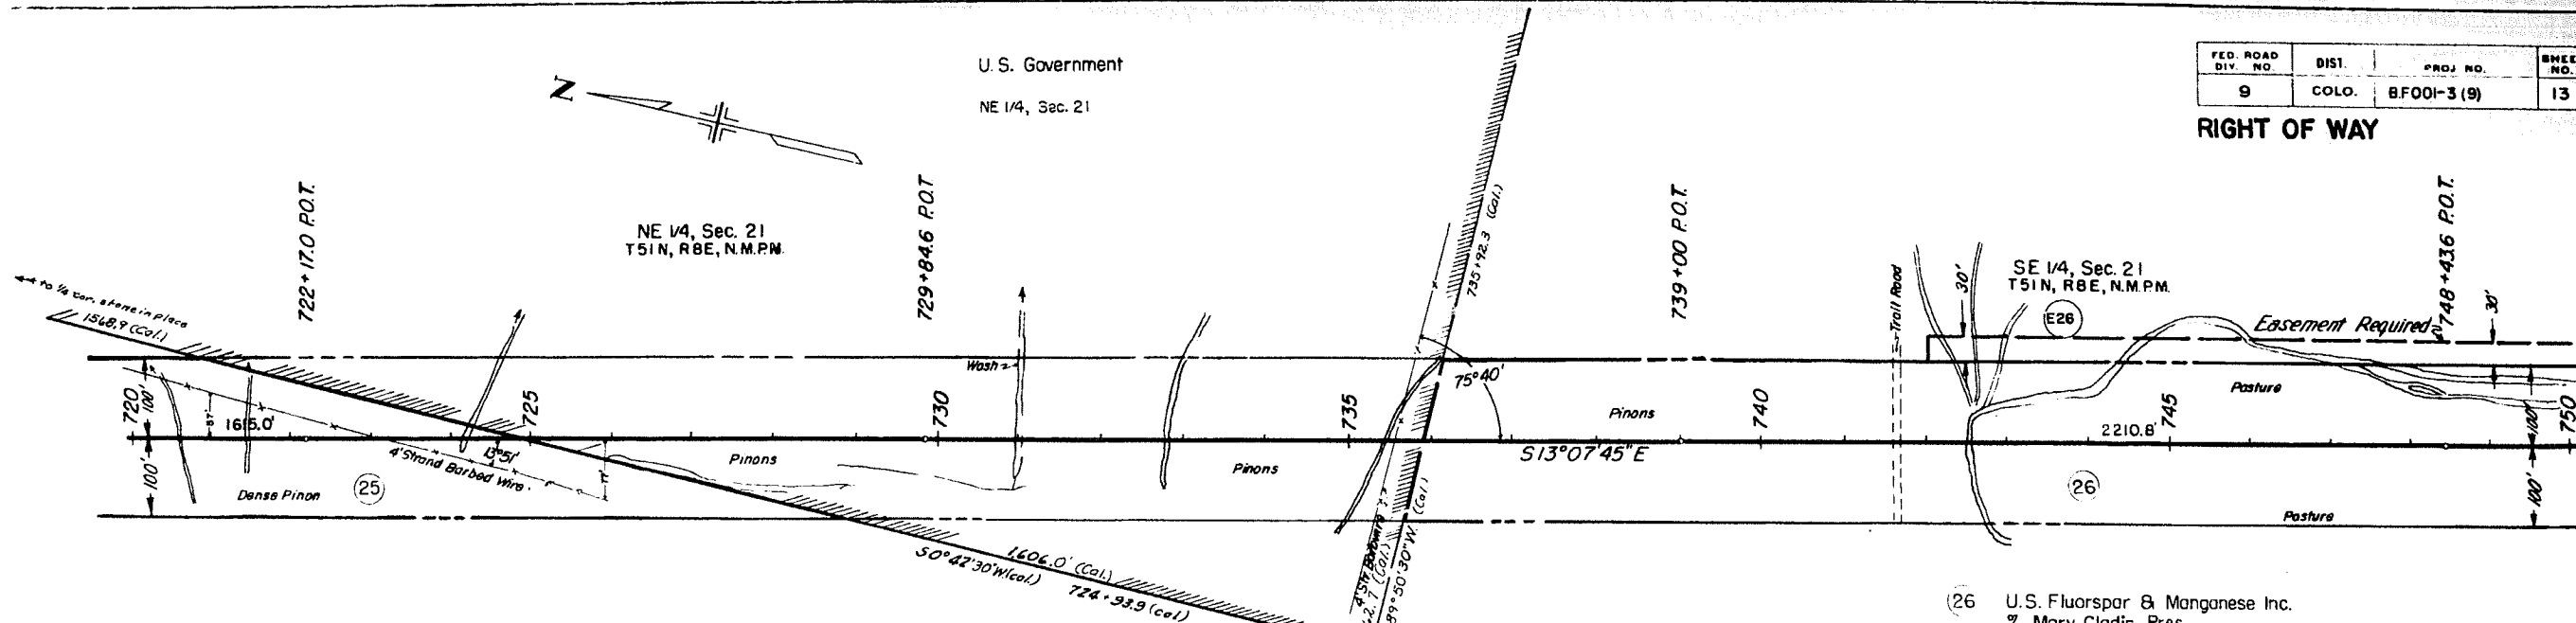 U.S. Government
NE 1/4, Sec. 21
FED. ROAD DIV. NO.
DIST.
PROJ NO.
9
COLO.
B.F001-3 (9)
13
RIGHT OF WAY
N
NE 1/4, Sec. 21
T51N, R8E, N.M.P.M.
722+17.0 P.O.T.
729+84.6 P.O.T
735+92.3 (Cal.)
739+00 P.O.T.
748+43.6 P.O.T.
SE 1/4, Sec. 21
T51N, R8E, N.M.P.M.
E26
30'
30'
Easement Required
Trail Road
to 1/4 cor. stone in place
1568.9 (Cal.)
Wash
75°40'
Pinons
Pasture
720
100'
87'
1615.0'
725
730
735
740
745
750
100'
2210.8'
13°51'
4' Strand Barbed Wire
Pinons
Pinons
S13°07'45"E
100'
Dense Pinon
25
26
100'
Pasture
1,606.0' (Cal.)
S0°42'30"W (cal.)
724+93.9 (cal)
89°50'30"W. (Cal.)
26 U.S. Fluorspar & Manganese Inc.